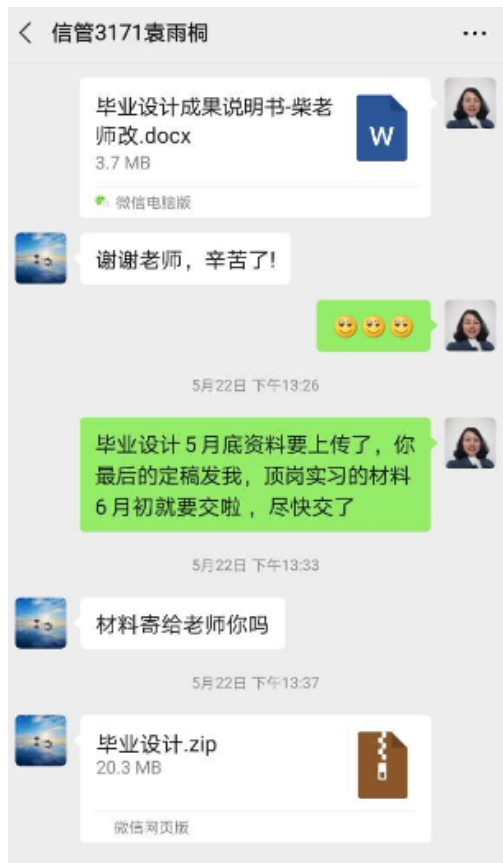 信管3171袁雨桐
毕业设计成果说明书-柴老
师改.docx
W
3.7 MB
微信电脑版
谢谢老师，辛苦了!
5月22日 下午13:26
毕业设计5月底资料要上传了，你
最后的定稿发我，顶岗实习的材料
6月初就要交啦，尽快交了
5月22日 下午13:33
材料寄给老师你吗
5月22日 下午13:37
毕业设计.zip
20.3 MB
微信网页版